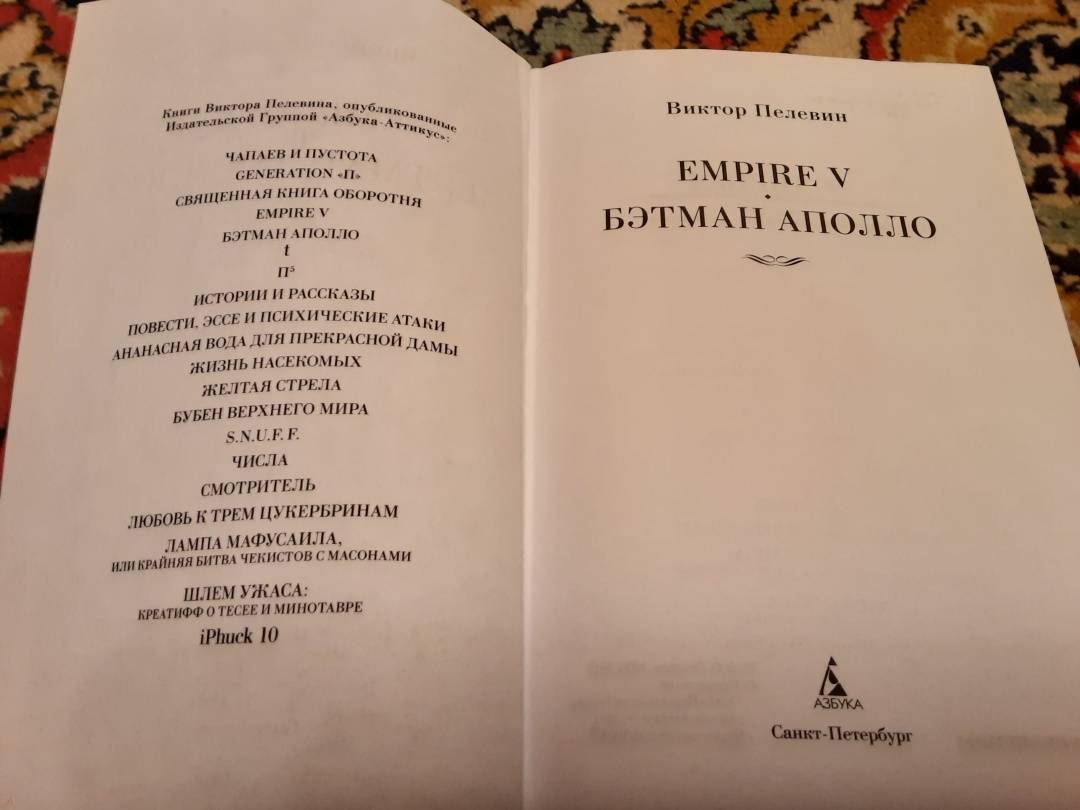 Книги Виктора Пелевина, опубликованные
Издательской Группой «Азбука-Аттикус»:
ЧАПАЕВ И ПУСТОТА
GENERATION «П»
СВЯЩЕННАЯ КНИГА ОБОРОТНЯ
EMPIRE V
БЭТМАН АПОЛЛО
t
П⁵
ИСТОРИИ И РАССКАЗЫ
ПОВЕСТИ, ЭССЕ И ПСИХИЧЕСКИЕ АТАКИ
АНАНАСНАЯ ВОДА ДЛЯ ПРЕКРАСНОЙ ДАМЫ
ЖИЗНЬ НАСЕКОМЫХ
ЖЕЛТАЯ СТРЕЛА
БУБЕН ВЕРХНЕГО МИРА
S.N.U.F.F.
ЧИСЛА
СМОТРИТЕЛЬ
ЛЮБОВЬ К ТРЕМ ЦУКЕРБРИНАМ
ЛАМПА МАФУСАИЛА,
ИЛИ КРАЙНЯЯ БИТВА ЧЕКИСТОВ С МАСОНАМИ
ШЛЕМ УЖАСА:
КРЕАТИФФ О ТЕСЕЕ И МИНОТАВРЕ
iPhuck 10
Виктор Пелевин
EMPIRE V
•
БЭТМАН АПОЛЛО
АЗБУКА
Санкт-Петербург